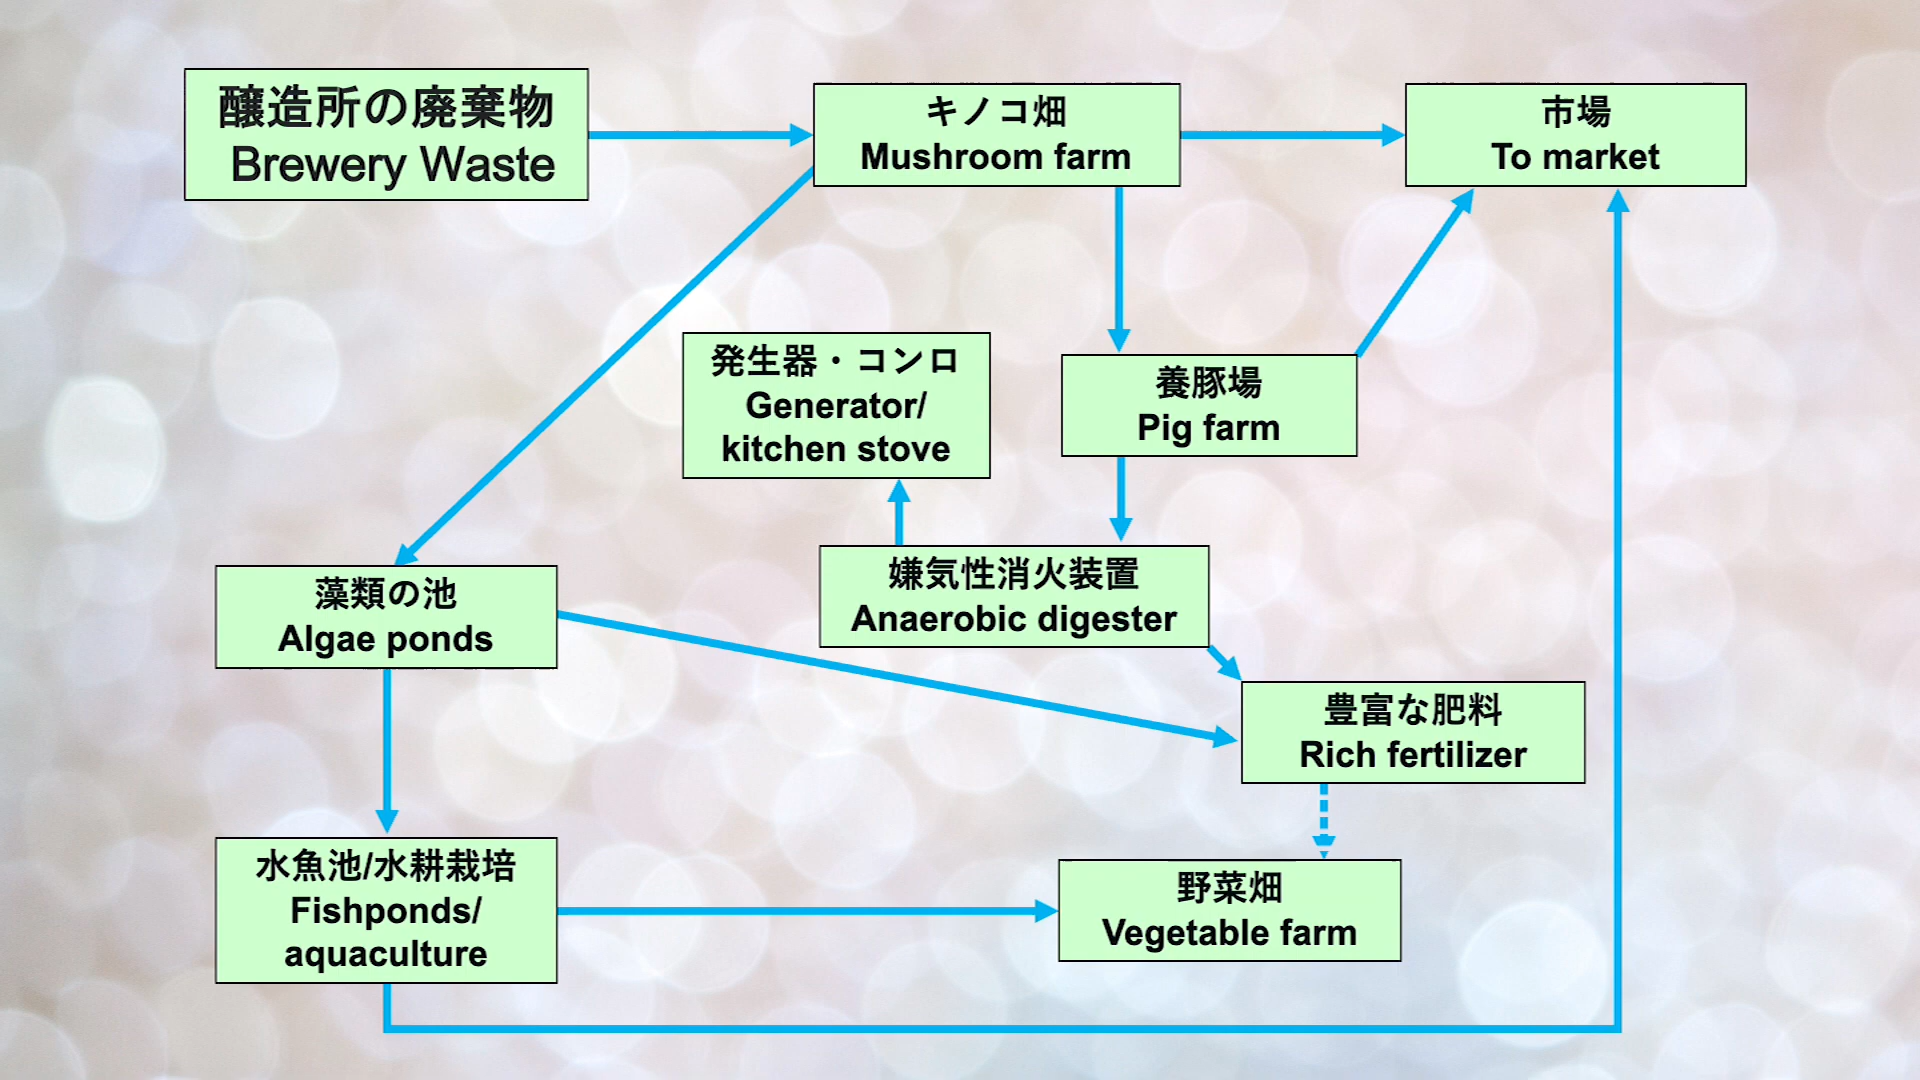 醸造所の廃棄物
Brewery Waste
キノコ畑
Mushroom farm
市場
To market
発生器・コンロ
Generator/
kitchen stove
養豚場
Pig farm
嫌気性消火装置
Anaerobic digester
藻類の池
Algae ponds
豊富な肥料
Rich fertilizer
水魚池/水耕栽培
Fishponds/
aquaculture
野菜畑
Vegetable farm